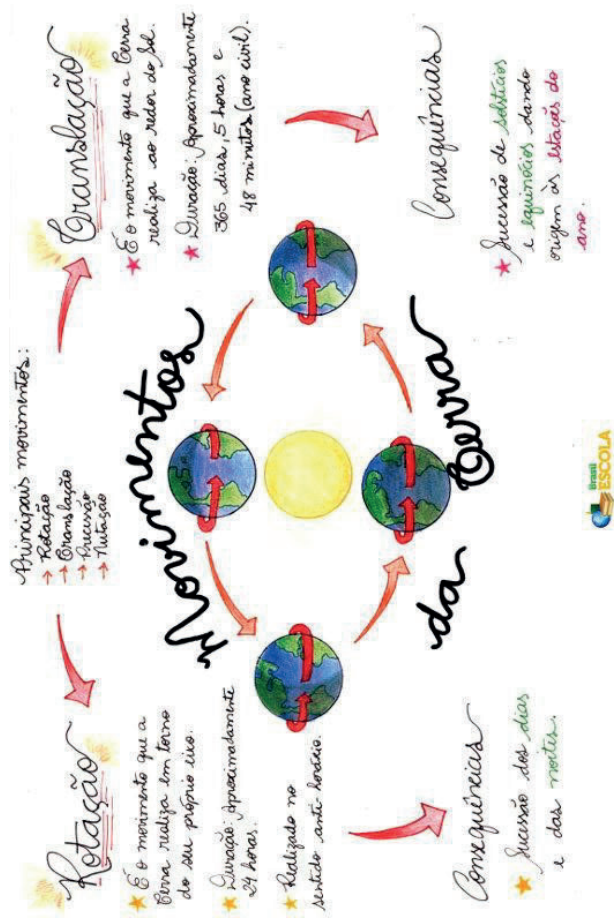 Principais movimentos:
→ Rotação
→ Translação
→ Precessão
→ Nutação
Movimentos
da Terra
Rotação
É o movimento que a
Terra realiza em torno
do seu próprio eixo.
Duração: Aproximadamente
24 horas.
Realizado no
sentido anti-horário.
Consequências
Sucessão dos dias
e das noites.
Translação
É o movimento que a Terra
realiza ao redor do sol.
Duração: Aproximadamente
365 dias, 5 horas e
48 minutos (ano civil).
Consequências
Sucessão de solstícios
e equinócios dando
origem às estações do
ano.
Brasil
ESCOLA